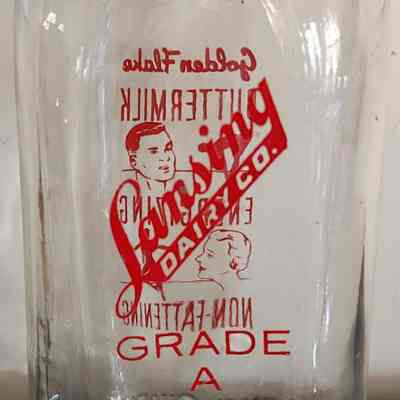 Golden Flake
BUTTERMILK
Lansing
DAIRY CO.
ENERGIZING
NON-FATTENING
GRADE
A